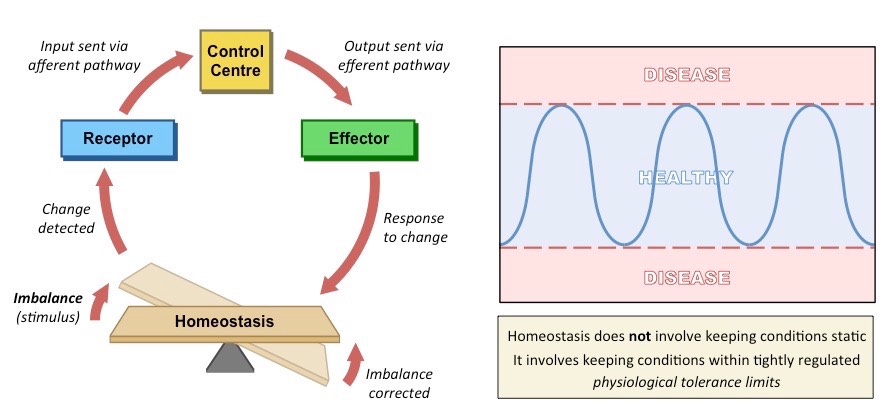 Input sent via
afferent pathway
Control
Centre
Output sent via
efferent pathway
Receptor
Effector
Change
detected
Response
to change
Imbalance
(stimulus)
Homeostasis
Imbalance
corrected
DISEASE
HEALTHY
DISEASE
Homeostasis does not involve keeping conditions static
It involves keeping conditions within tightly regulated
physiological tolerance limits